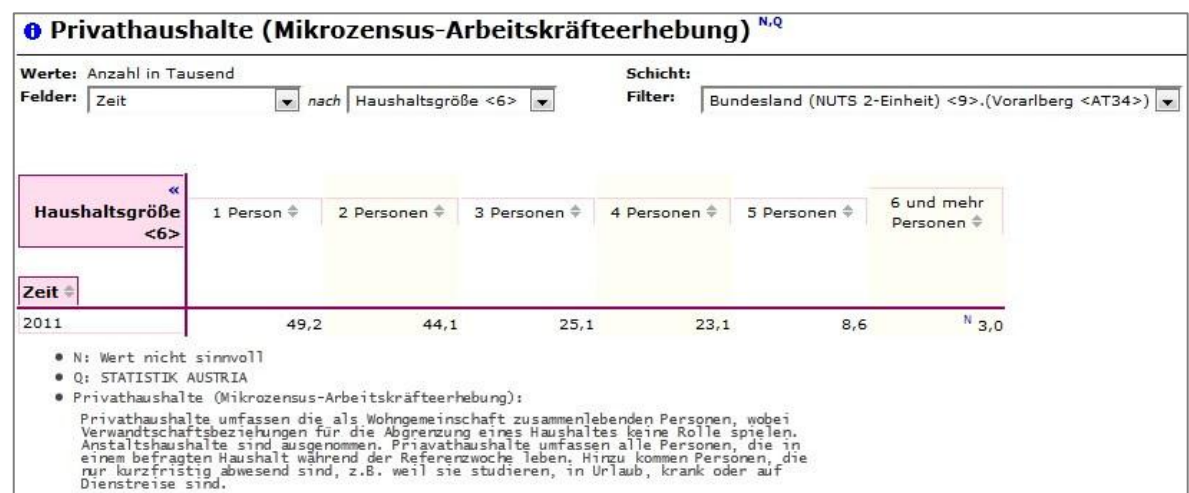 Privathaushalte (Mikrozensus-Arbeitskräfteerhebung) N,Q
Werte: Anzahl in Tausend
Schicht:
Felder: Zeit nach Haushaltsgröße <6>
Filter: Bundesland (NUTS 2-Einheit) <9>.(Vorarlberg <AT34>)
«
Haushaltsgröße
<6>
1 Person 2 Personen 3 Personen 4 Personen 5 Personen 6 und mehr
Personen
Zeit
2011 49,2 44,1 25,1 23,1 8,6 N 3,0
• N: Wert nicht sinnvoll
• Q: STATISTIK AUSTRIA
• Privathaushalte (Mikrozensus-Arbeitskräfteerhebung):
Privathaushalte umfassen die als Wohngemeinschaft zusammenlebenden Personen, wobei
Verwandtschaftsbeziehungen für die Abgrenzung eines Haushaltes keine Rolle spielen.
Anstaltshaushalte sind ausgenommen. Priavathaushalte umfassen alle Personen, die in
einem befragten Haushalt während der Referenzwoche leben. Hinzu kommen Personen, die
nur kurzfristig abwesend sind, z.B. weil sie studieren, in Urlaub, krank oder auf
Dienstreise sind.